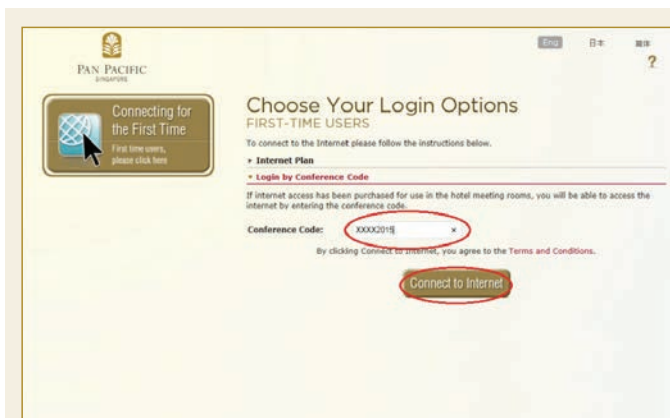 PAN PACIFIC
SINGAPORE
Eng 日本 简体
?
Connecting for
the First Time
First time users,
please click here
Choose Your Login Options
FIRST-TIME USERS
To connect to the Internet please follow the instructions below.
Internet Plan
Login by Conference Code
If internet access has been purchased for use in the hotel meeting rooms, you will be able to access the
internet by entering the conference code.
Conference Code: XXXX2015 ×
By clicking Connect to Internet, you agree to the Terms and Conditions.
Connect to Internet